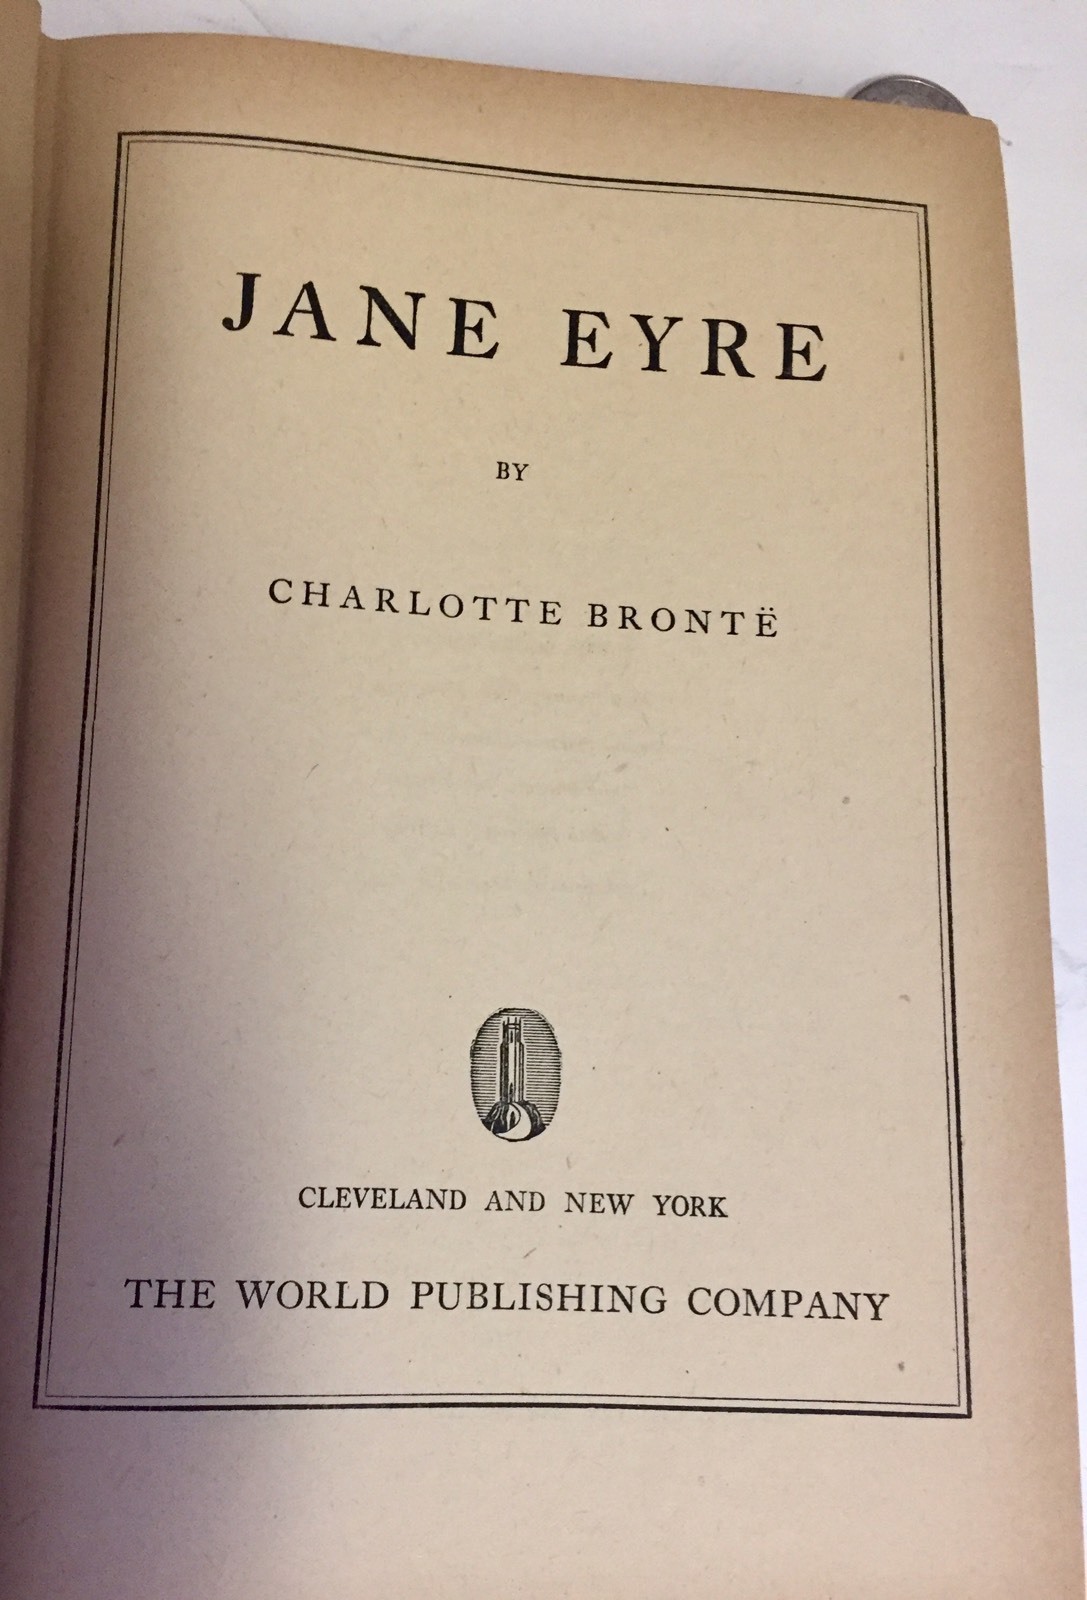 JANE EYRE
BY
CHARLOTTE BRONTË
CLEVELAND AND NEW YORK
THE WORLD PUBLISHING COMPANY